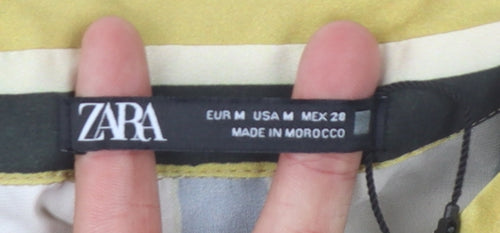 ZARA
EUR M USA M MEX 28
MADE IN MOROCCO